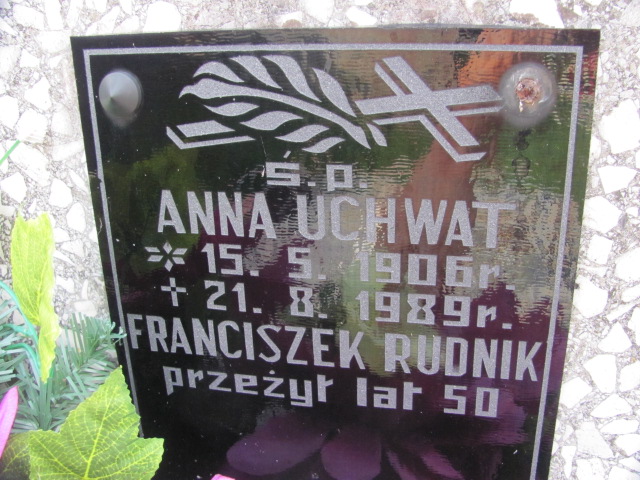 ś.p.
ANNA UCHWAT
* 15. 5. 1906r.
+ 21. 8. 1989r.
FRANCISZEK RUDNIK
przeżył lat 50